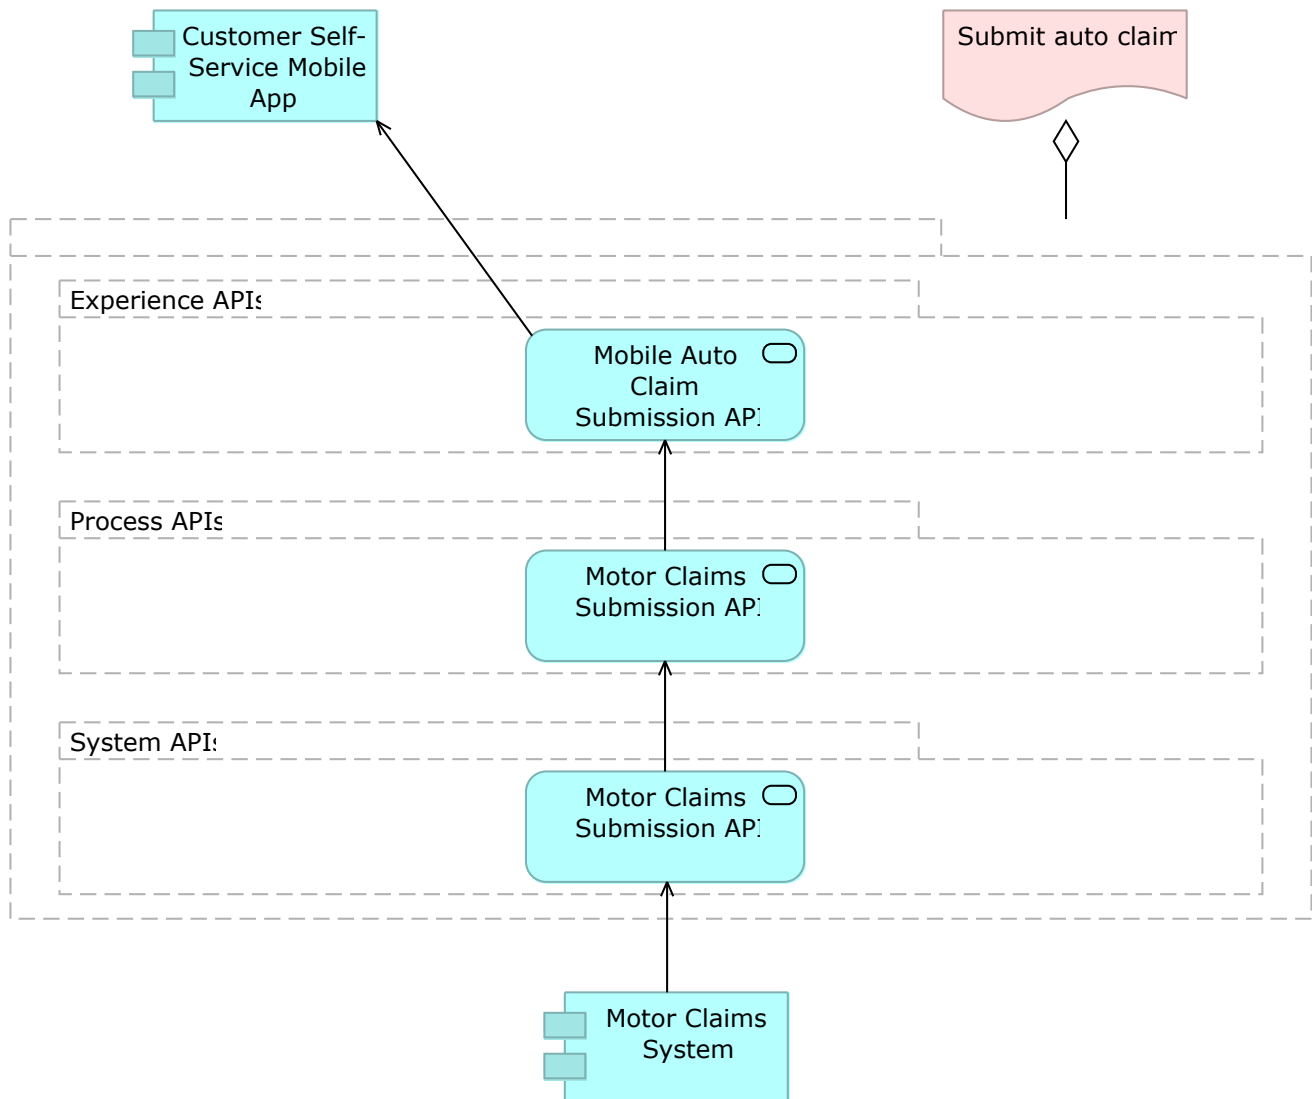 Customer Self-
Service Mobile
App
Submit auto claim
Experience APIs
Mobile Auto
Claim
Submission API
Process APIs
Motor Claims
Submission API
System APIs
Motor Claims
Submission API
Motor Claims
System